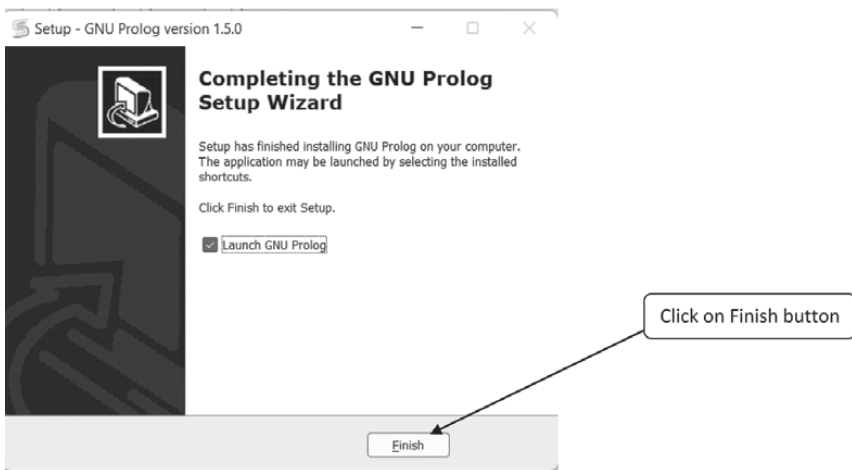 Setup - GNU Prolog version 1.5.0
Completing the GNU Prolog
Setup Wizard
Setup has finished installing GNU Prolog on your computer.
The application may be launched by selecting the installed
shortcuts.
Click Finish to exit Setup.
Launch GNU Prolog
Click on Finish button
Finish